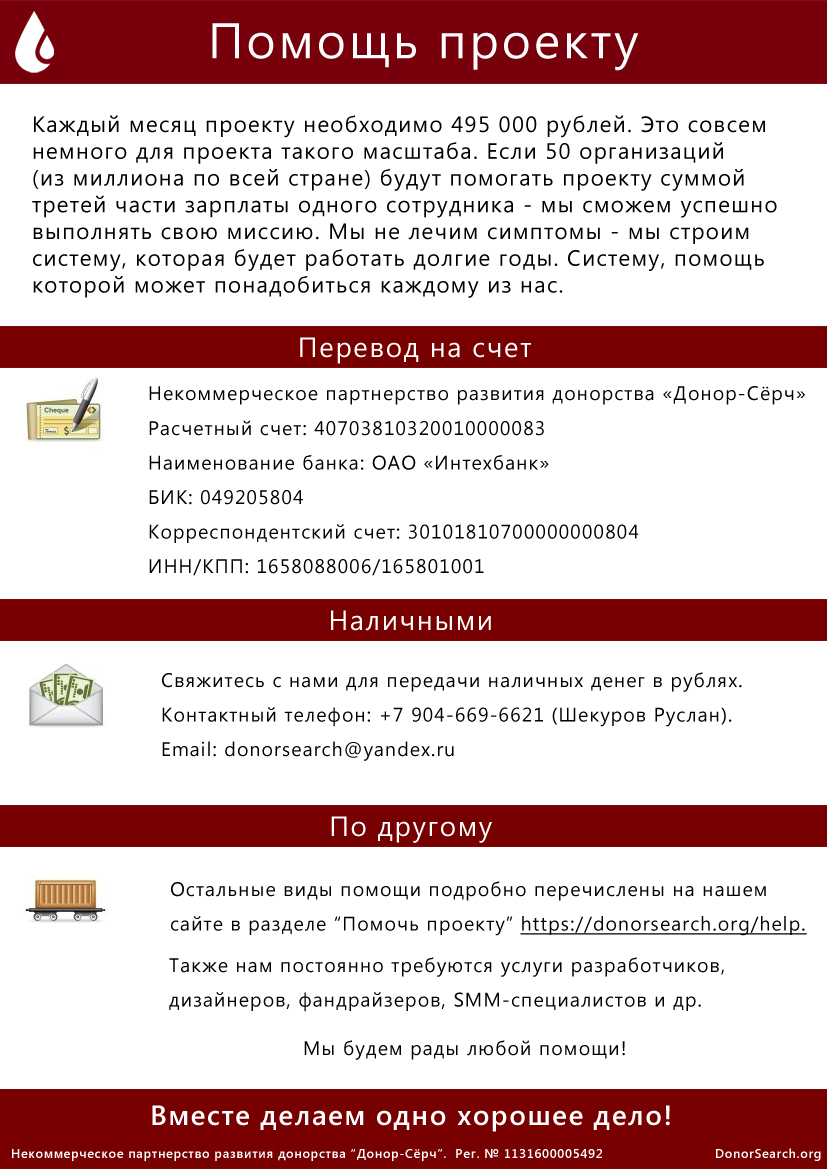 Помощь проекту
Каждый месяц проекту необходимо 495 000 рублей. Это совсем
немного для проекта такого масштаба. Если 50 организаций
(из миллиона по всей стране) будут помогать проекту суммой
третей части зарплаты одного сотрудника - мы сможем успешно
выполнять свою миссию. Мы не лечим симптомы - мы строим
систему, которая будет работать долгие годы. Систему, помощь
которой может понадобиться каждому из нас.
Перевод на счет
Cheque
$
Некоммерческое партнерство развития донорства «Донор-Сёрч»
Расчетный счет: 40703810320010000083
Наименование банка: ОАО «Интехбанк»
БИК: 049205804
Корреспондентский счет: 30101810700000000804
ИНН/КПП: 1658088006/165801001
Наличными
Свяжитесь с нами для передачи наличных денег в рублях.
Контактный телефон: +7 904-669-6621 (Шекуров Руслан).
Email: donorsearch@yandex.ru
По другому
Остальные виды помощи подробно перечислены на нашем
сайте в разделе “Помочь проекту” https://donorsearch.org/help.
Также нам постоянно требуются услуги разработчиков,
дизайнеров, фандрайзеров, SMM-специалистов и др.
Мы будем рады любой помощи!
Вместе делаем одно хорошее дело!
Некоммерческое партнерство развития донорства “Донор-Сёрч”. Рег. № 1131600005492
DonorSearch.org